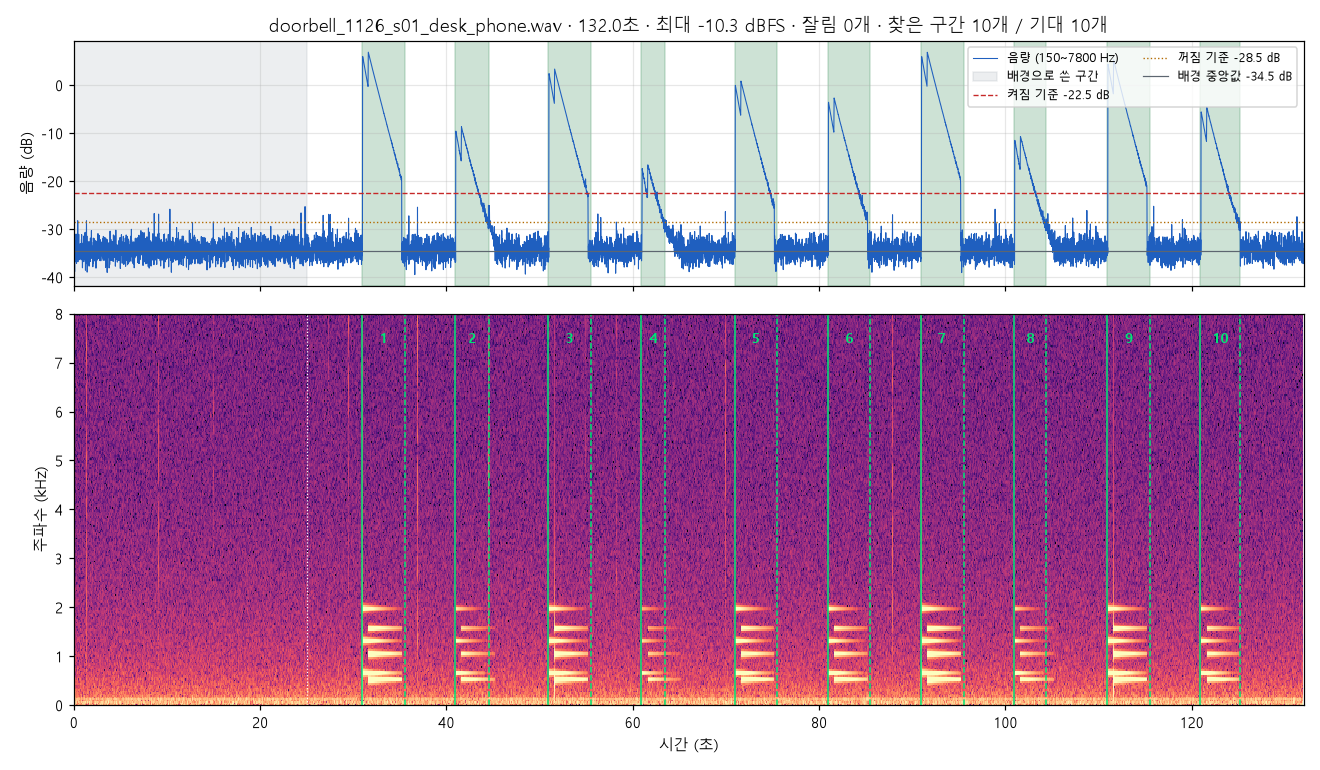 doorbell_1126_s01_desk_phone.wav · 132.0초 · 최대 -10.3 dBFS · 잘림 0개 · 찾은 구간 10개 / 기대 10개
음량 (150~7800 Hz)
배경으로 쓴 구간
켜짐 기준 -22.5 dB
꺼짐 기준 -28.5 dB
배경 중앙값 -34.5 dB
음량 (dB)
0
-10
-20
-30
-40
1 2 3 4 5 6 7 8 9 10
주파수 (kHz)
8
7
6
5
4
3
2
1
0
0 20 40 60 80 100 120
시간 (초)